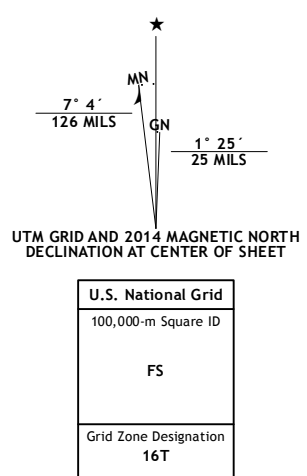 ★
MN
7° 4´
126 MILS
GN
1° 25´
25 MILS
UTM GRID AND 2014 MAGNETIC NORTH
DECLINATION AT CENTER OF SHEET
U.S. National Grid
100,000-m Square ID
FS
Grid Zone Designation
16T